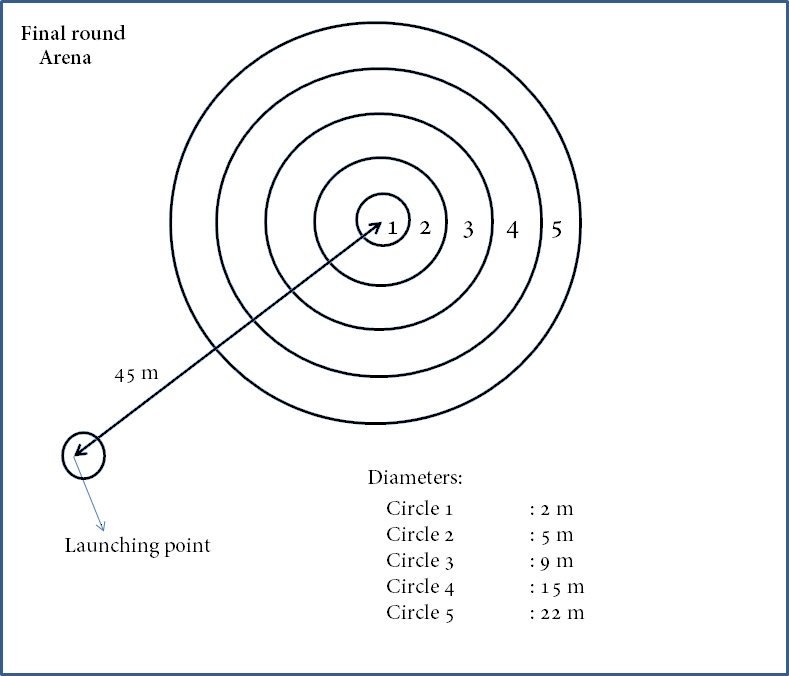 Final round
Arena
1 2 3 4 5
45 m
Launching point
Diameters:
Circle 1 : 2 m
Circle 2 : 5 m
Circle 3 : 9 m
Circle 4 : 15 m
Circle 5 : 22 m